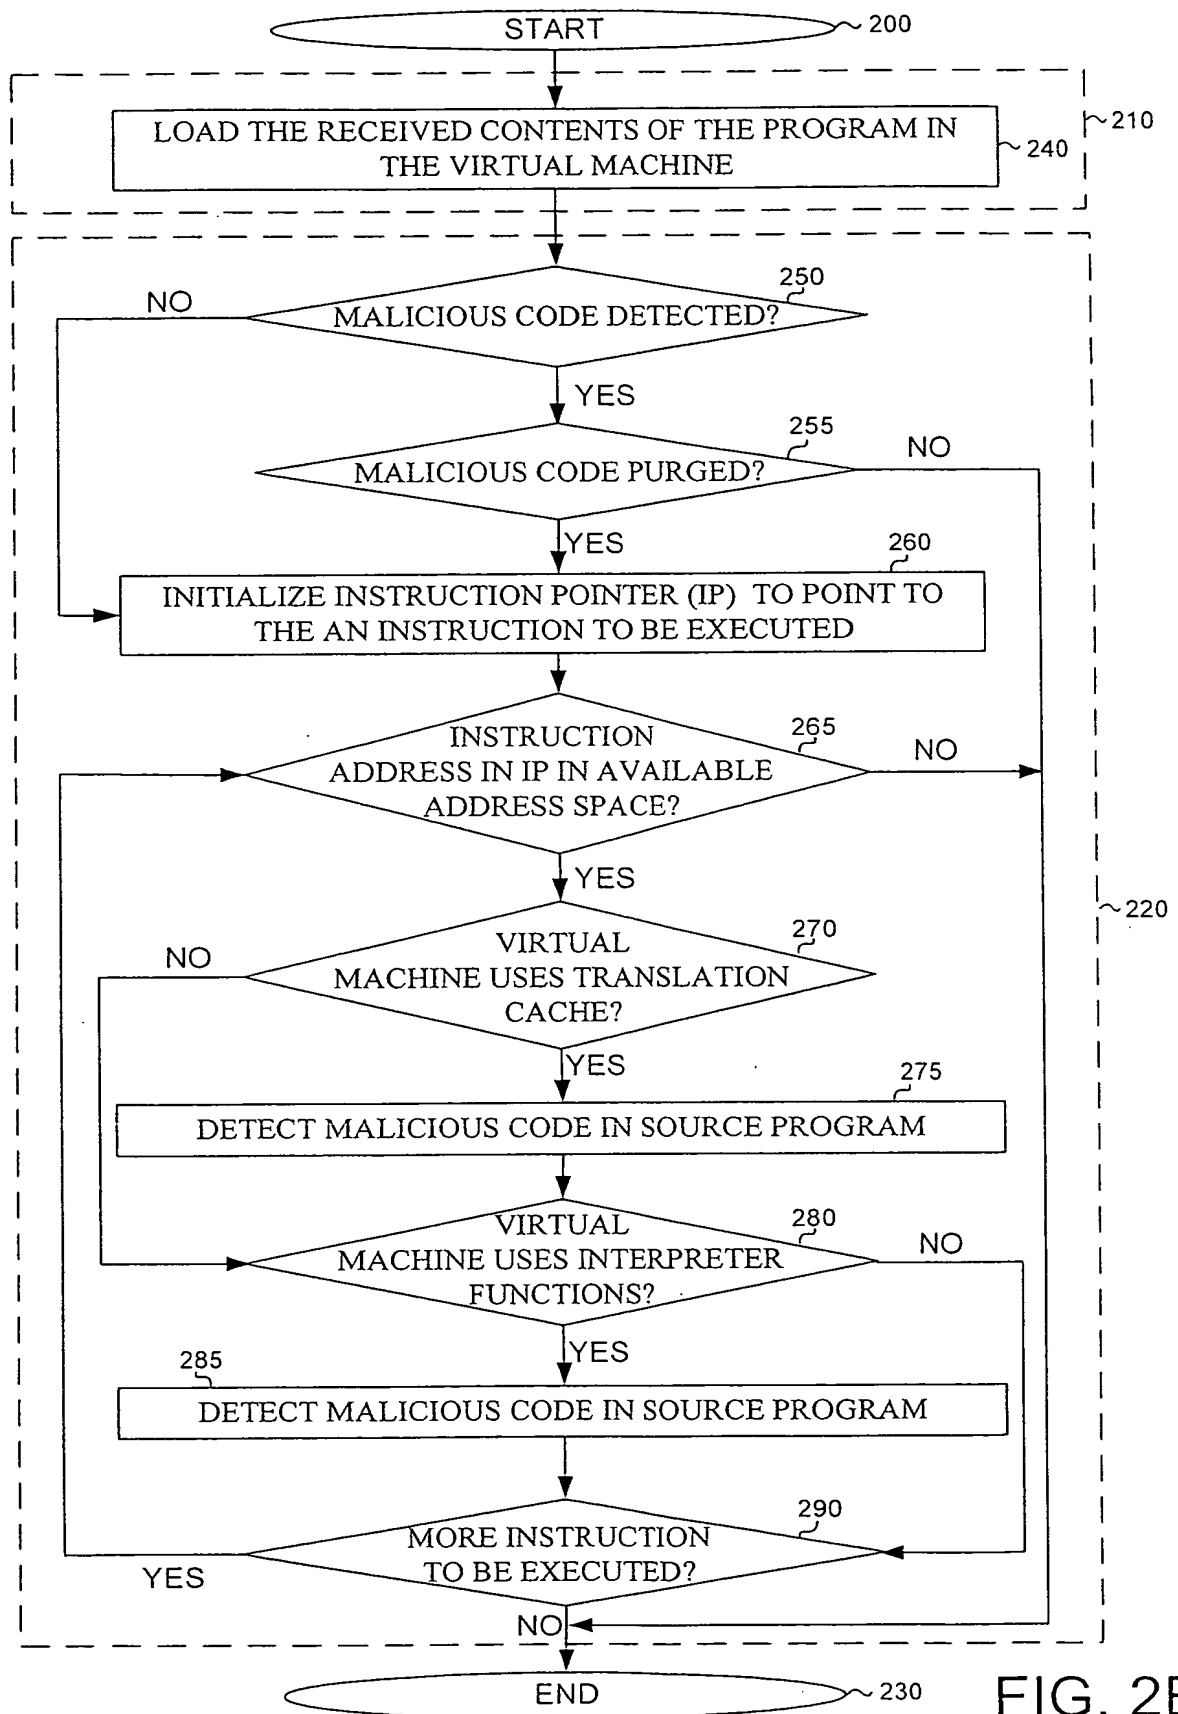 START
200
210
LOAD THE RECEIVED CONTENTS OF THE PROGRAM IN
THE VIRTUAL MACHINE
240
250
NO
MALICIOUS CODE DETECTED?
YES
255
NO
MALICIOUS CODE PURGED?
YES
260
INITIALIZE INSTRUCTION POINTER (IP) TO POINT TO
THE AN INSTRUCTION TO BE EXECUTED
265
INSTRUCTION
ADDRESS IN IP IN AVAILABLE
ADDRESS SPACE?
NO
YES
220
270
NO
VIRTUAL
MACHINE USES TRANSLATION
CACHE?
YES
275
DETECT MALICIOUS CODE IN SOURCE PROGRAM
280
VIRTUAL
MACHINE USES INTERPRETER
FUNCTIONS?
NO
YES
285
DETECT MALICIOUS CODE IN SOURCE PROGRAM
290
MORE INSTRUCTION
TO BE EXECUTED?
YES
NO
END
230
FIG. 2B